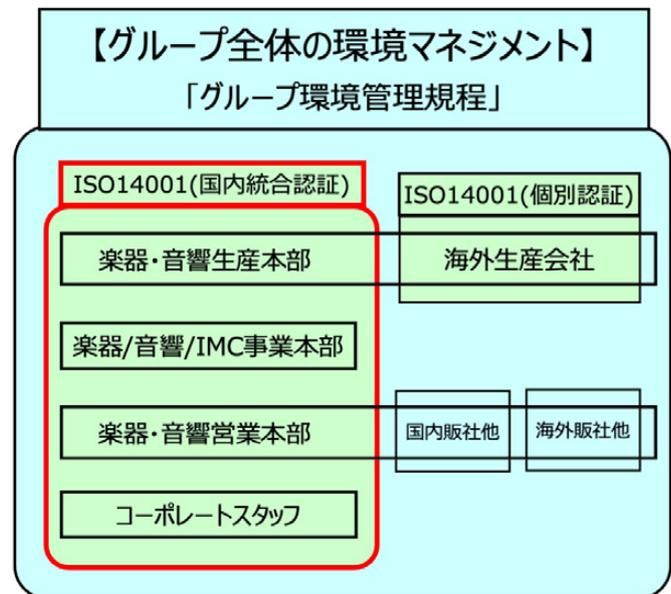 【グループ全体の環境マネジメント】
「グループ環境管理規程」
ISO14001(国内統合認証)
ISO14001(個別認証)
楽器・音響生産本部
海外生産会社
楽器/音響/IMC事業本部
楽器・音響営業本部
国内販社他
海外販社他
コーポレートスタッフ